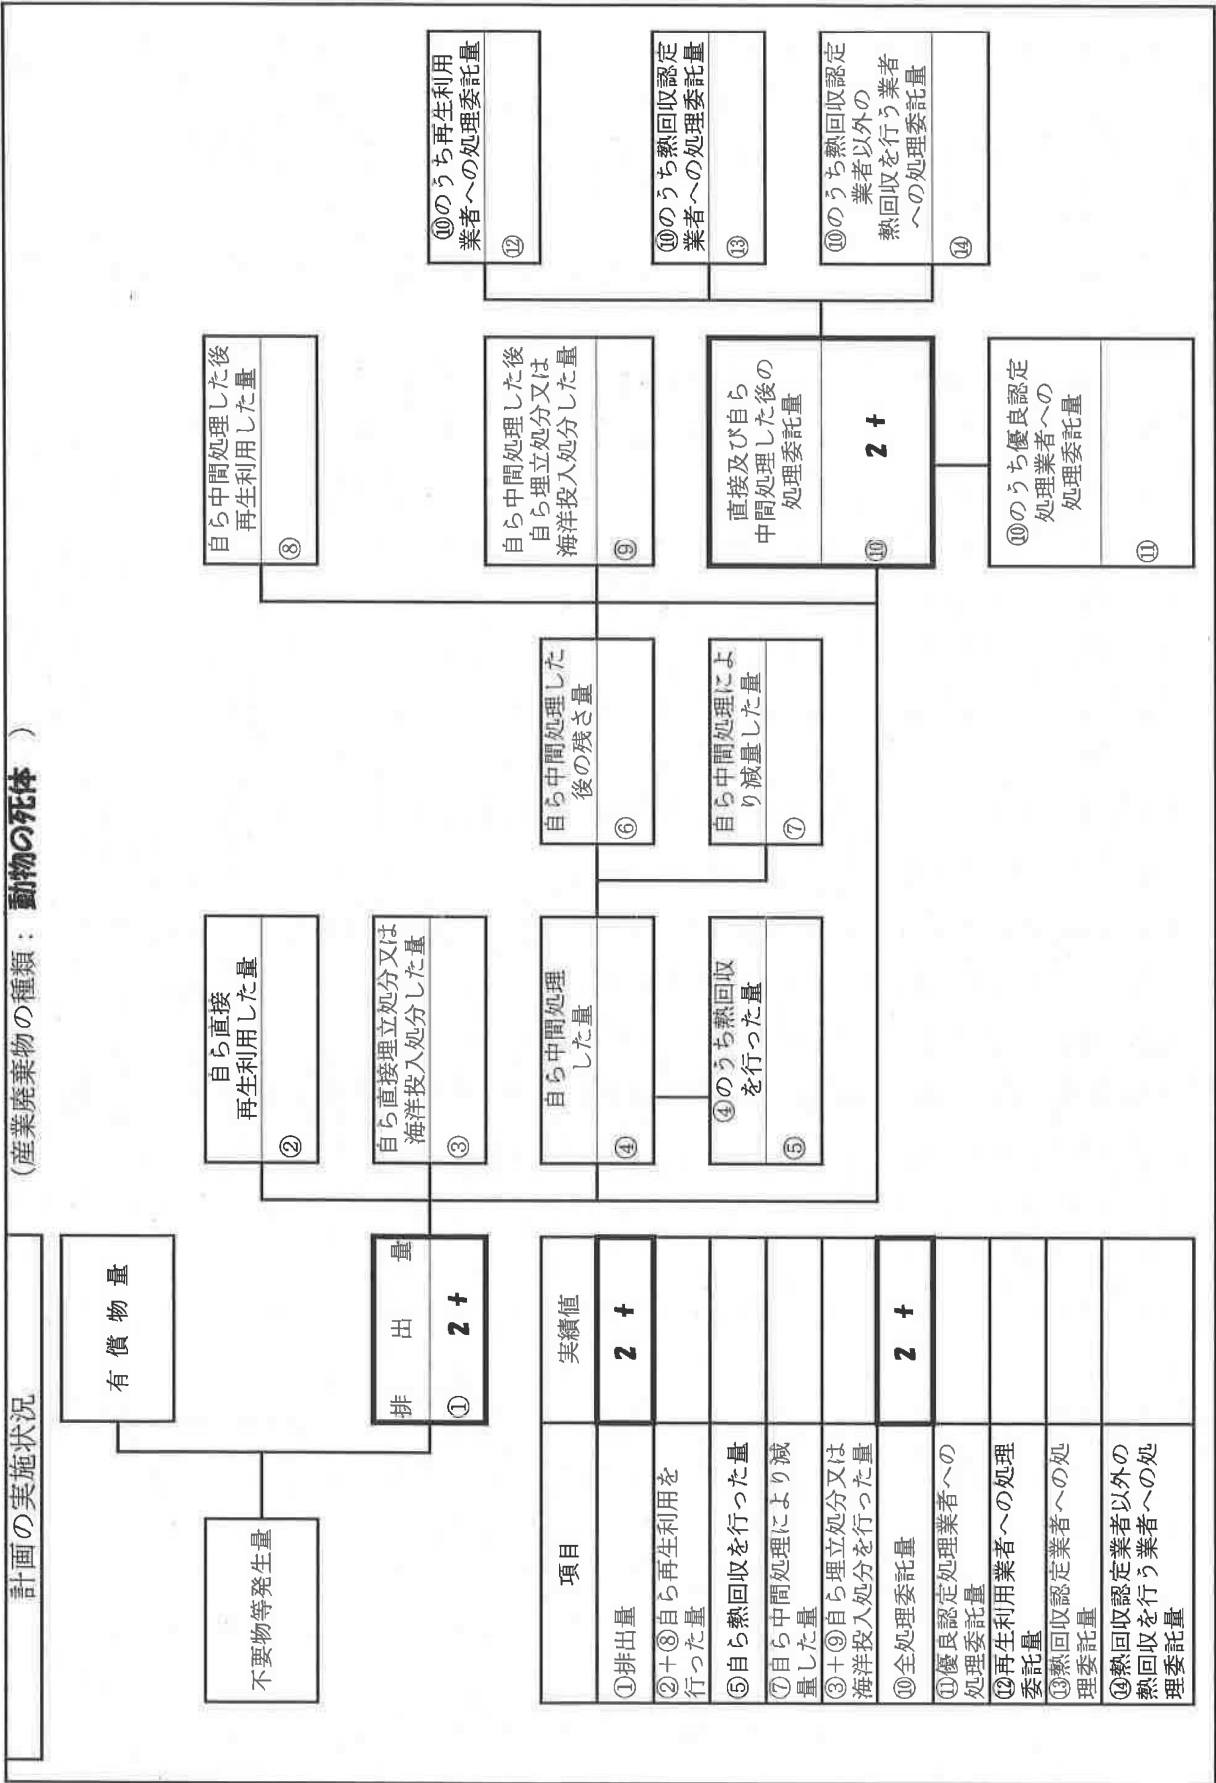 計画の実施状況
(産業廃棄物の種類： 動物の死体 )
有 償 物 量
不要物等発生量
排 出 量
① 2 t
自ら直接
再生利用した量
②
自ら直接埋立処分又は
海洋投入処分した量
③
自ら中間処理
した量
④
④のうち熱回収
を行った量
⑤
自ら中間処理した
後の残さ量
⑥
自ら中間処理によ
り減量した量
⑦
自ら中間処理した後
再生利用した量
⑧
自ら中間処理した後
自ら埋立処分又は
海洋投入処分した量
⑨
直接及び自ら
中間処理した後の
処理委託量
⑩ 2 t
⑩のうち優良認定
処理業者への
処理委託量
⑪
⑩のうち再生利用
業者への処理委託量
⑫
⑩のうち熱回収認定
業者への処理委託量
⑬
⑩のうち熱回収認定
業者以外の
熱回収を行う業者
への処理委託量
⑭
項目 実績値
①排出量 2 t
②＋⑧自ら再生利用を
行った量
⑤自ら熱回収を行った量
⑦自ら中間処理により減
量した量
③＋⑨自ら埋立処分又は
海洋投入処分を行った量
⑩全処理委託量 2 t
⑪優良認定処理業者への
処理委託量
⑫再生利用業者への処理
委託量
⑬熱回収認定業者への処
理委託量
⑭熱回収認定業者以外の
熱回収を行う業者への処
理委託量